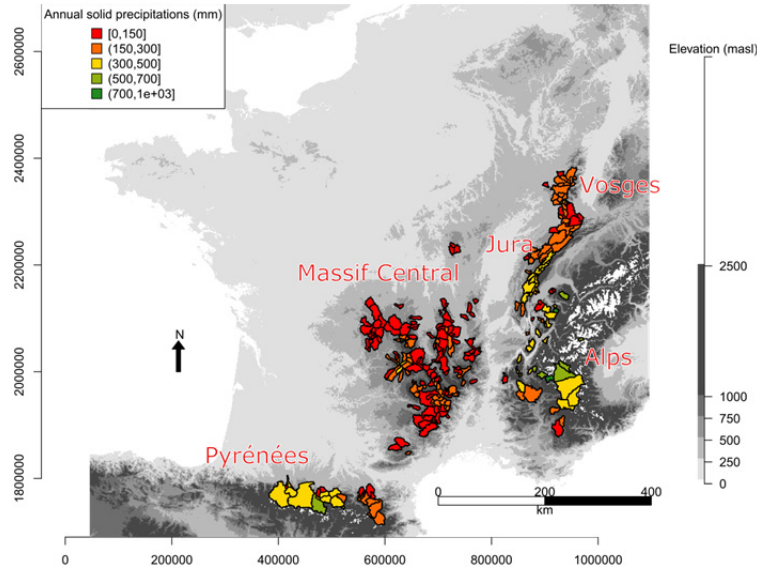 Annual solid precipitations (mm)
[0,150]
(150,300]
(300,500]
(500,700]
(700,1e+03]
Elevation (masl)
2500
1000
750
500
250
0
2600000
2400000
2200000
2000000
1800000
Vosges
Jura
Massif Central
Alps
Pyrénées
N
0 200 400
km
0 200000 400000 600000 800000 1000000